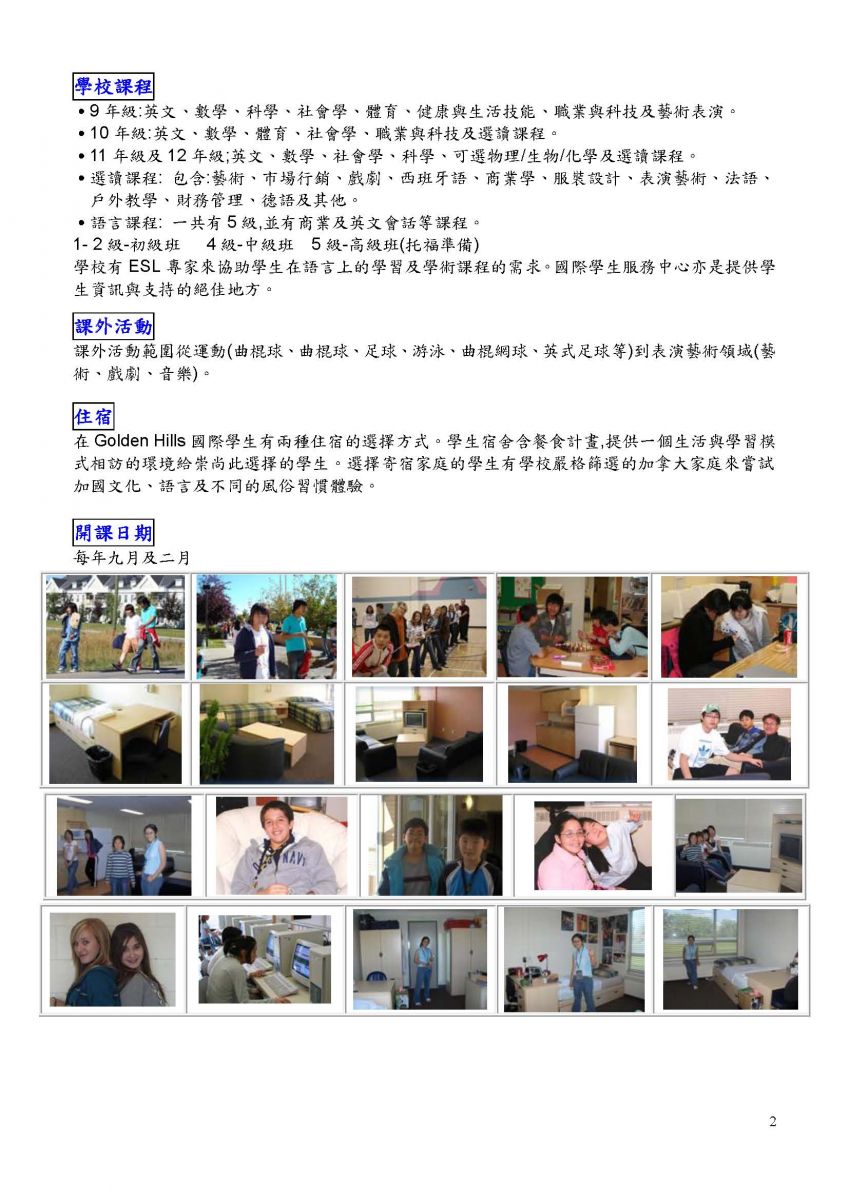 學校課程
•9 年級:英文、數學、科學、社會學、體育、健康與生活技能、職業與科技及藝術表演。
•10 年級:英文、數學、體育、社會學、職業與科技及選讀課程。
•11 年級及 12 年級;英文、數學、社會學、科學、可選物理/生物/化學及選讀課程。
•選讀課程: 包含:藝術、市場行銷、戲劇、西班牙語、商業學、服裝設計、表演藝術、法語、
戶外教學、財務管理、德語及其他。
•語言課程: 一共有 5 級,並有商業及英文會話等課程。
1- 2 級-初級班 4 級-中級班 5 級-高級班(托福準備)
學校有 ESL 專家來協助學生在語言上的學習及學術課程的需求。國際學生服務中心亦是提供學
生資訊與支持的絕佳地方。
課外活動
課外活動範圍從運動(曲棍球、曲棍球、足球、游泳、曲棍網球、英式足球等)到表演藝術領域(藝
術、戲劇、音樂)。
住宿
在 Golden Hills 國際學生有兩種住宿的選擇方式。學生宿舍含餐食計畫,提供一個生活與學習模
式相訪的環境給崇尚此選擇的學生。選擇寄宿家庭的學生有學校嚴格篩選的加拿大家庭來嘗試
加國文化、語言及不同的風俗習慣體驗。
開課日期
每年九月及二月
2